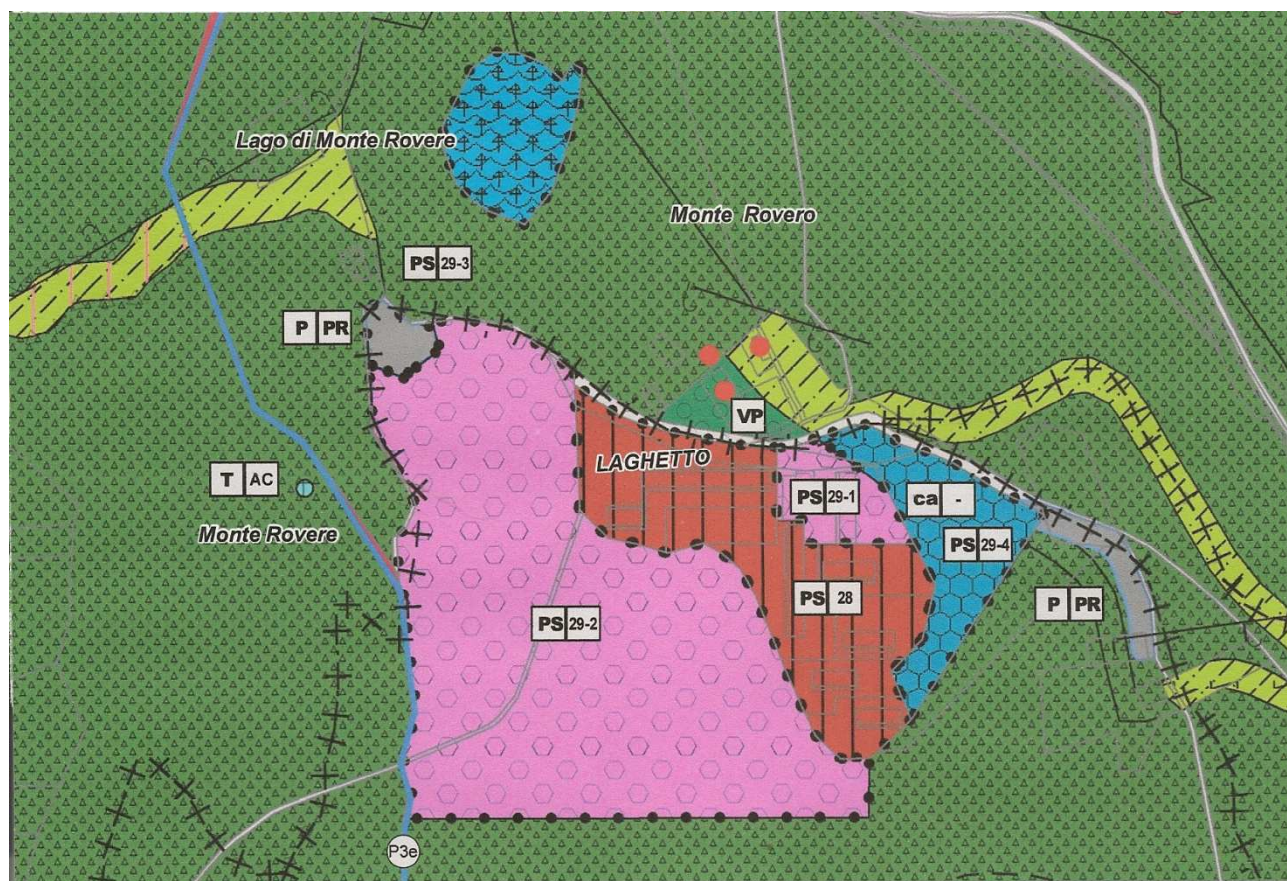 Lago di Monte Rovere
Monte Rovero
PS 29-3
P PR
VP
LAGHETTO
T AC
PS 29-1
ca -
Monte Rovere
PS 29-4
PS 28
P PR
PS 29-2
P3e